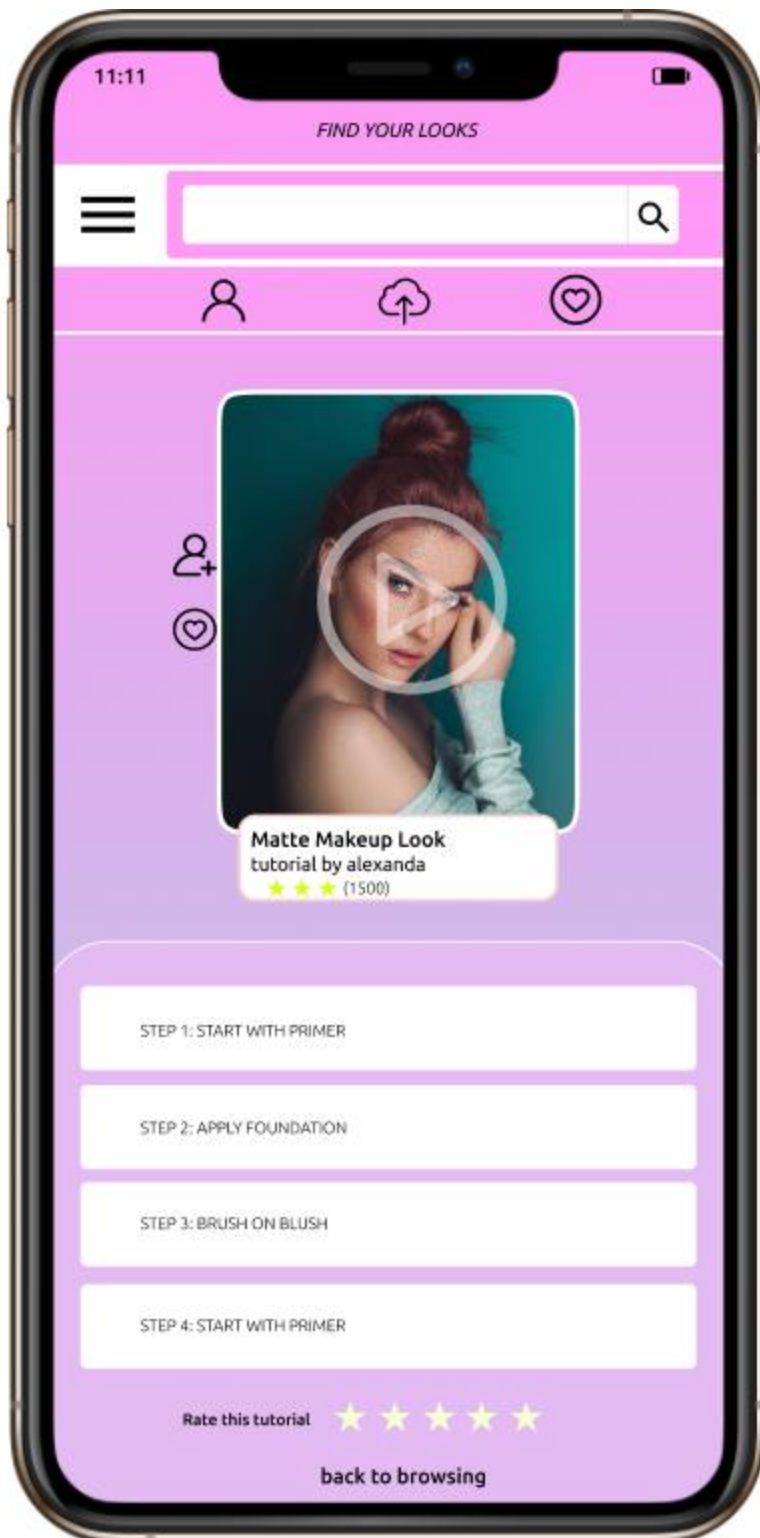 11:11
FIND YOUR LOOKS
Matte Makeup Look
tutorial by alexanda
(1500)
STEP 1: START WITH PRIMER
STEP 2: APPLY FOUNDATION
STEP 3: BRUSH ON BLUSH
STEP 4: START WITH PRIMER
Rate this tutorial
back to browsing